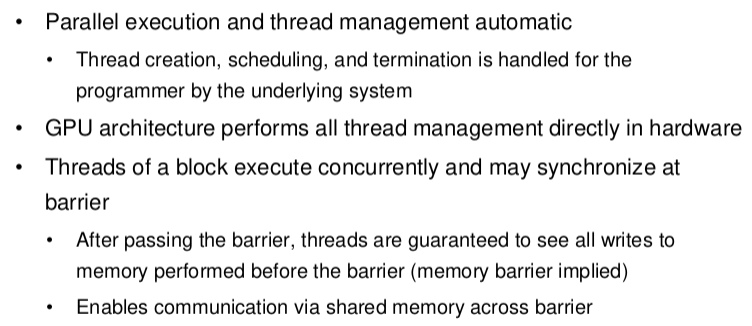 • Parallel execution and thread management automatic
• Thread creation, scheduling, and termination is handled for the
programmer by the underlying system
• GPU architecture performs all thread management directly in hardware
• Threads of a block execute concurrently and may synchronize at
barrier
• After passing the barrier, threads are guaranteed to see all writes to
memory performed before the barrier (memory barrier implied)
• Enables communication via shared memory across barrier